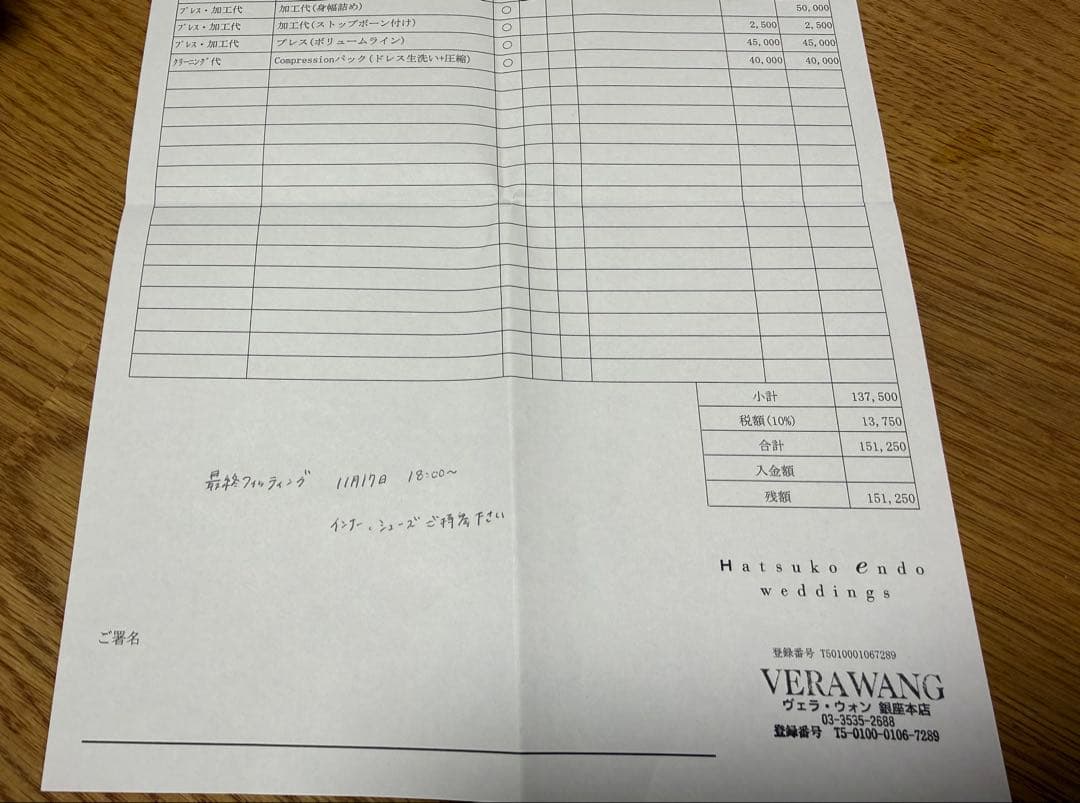 ﾌﾟﾚｽ・加工代 加工代(身幅詰め) ○ 50,000
ﾌﾟﾚｽ・加工代 加工代(ストップボーン付け) ○ 2,500 2,500
ﾌﾟﾚｽ・加工代 プレス(ボリュームライン) ○ 45,000 45,000
ｸﾘｰﾆﾝｸﾞ代 Compressionパック(ドレス生洗い+圧縮) ○ 40,000 40,000
小計 137,500
税額(10%) 13,750
合計 151,250
入金額
残額 151,250
最終フィッティング 11月17日 18:00〜
インナー、シューズご持参下さい
Hatsuko endo
weddings
ご署名
登録番号 T5010001067289
VERAWANG
ヴェラ・ウォン 銀座本店
03-3535-2688
登録番号 T5-0100-0106-7289